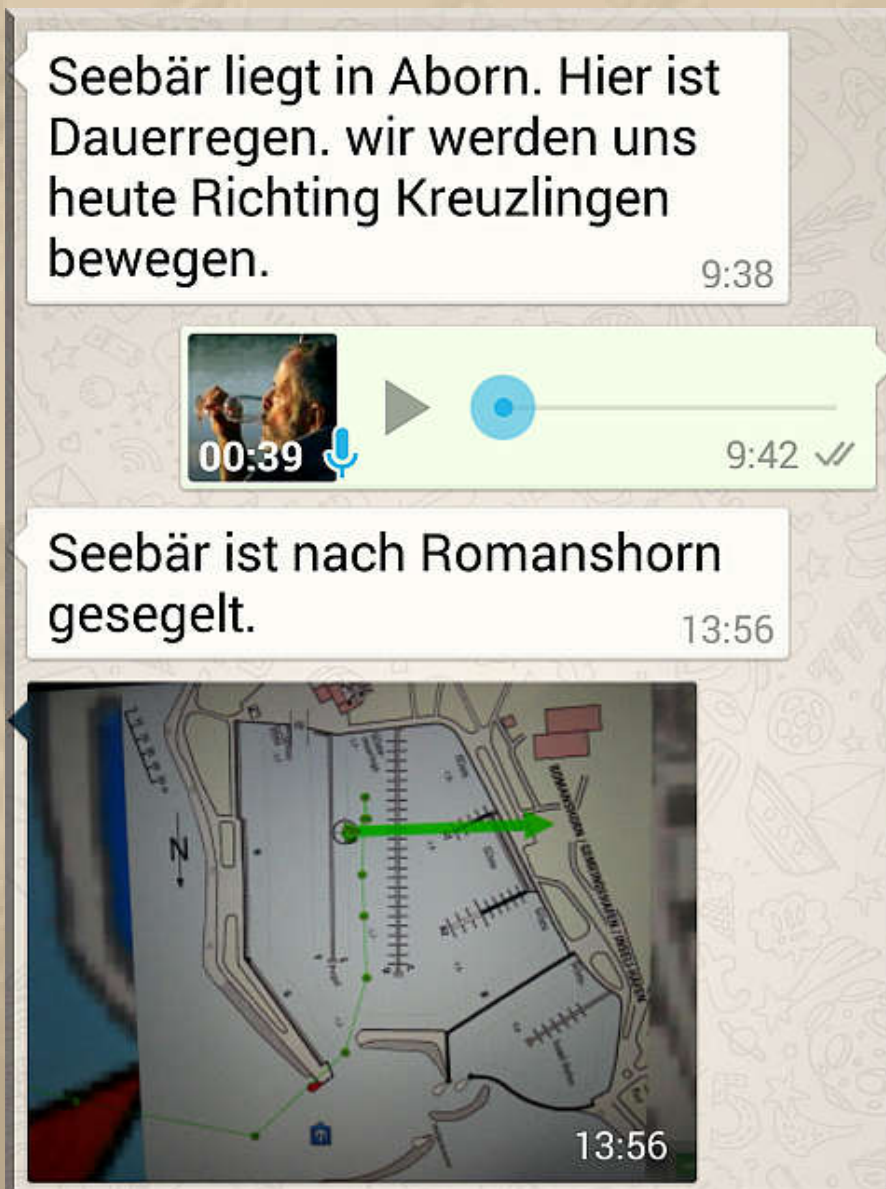 Seebär liegt in Aborn. Hier ist
Dauerregen. wir werden uns
heute Richting Kreuzlingen
bewegen.
9:38
00:39
9:42
Seebär ist nach Romanshorn
gesegelt.
13:56
N
13:56